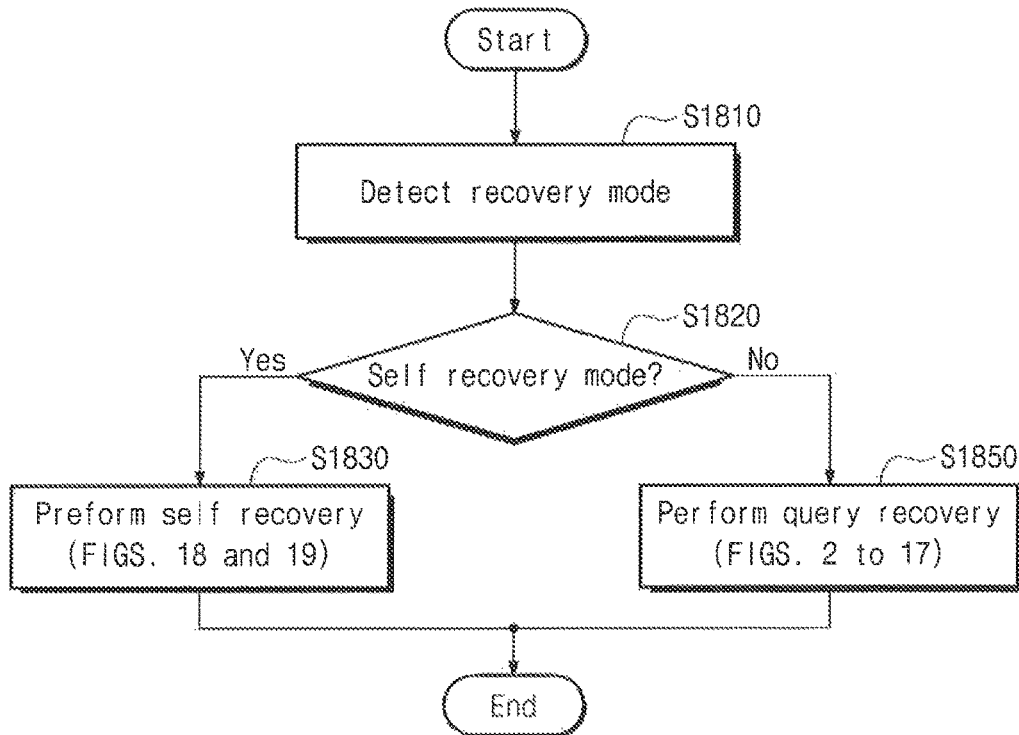 Start
S1810
Detect recovery mode
S1820
Yes
Self recovery mode?
No
S1830
Preform self recovery
(FIGS. 18 and 19)
S1850
Perform query recovery
(FIGS. 2 to 17)
End